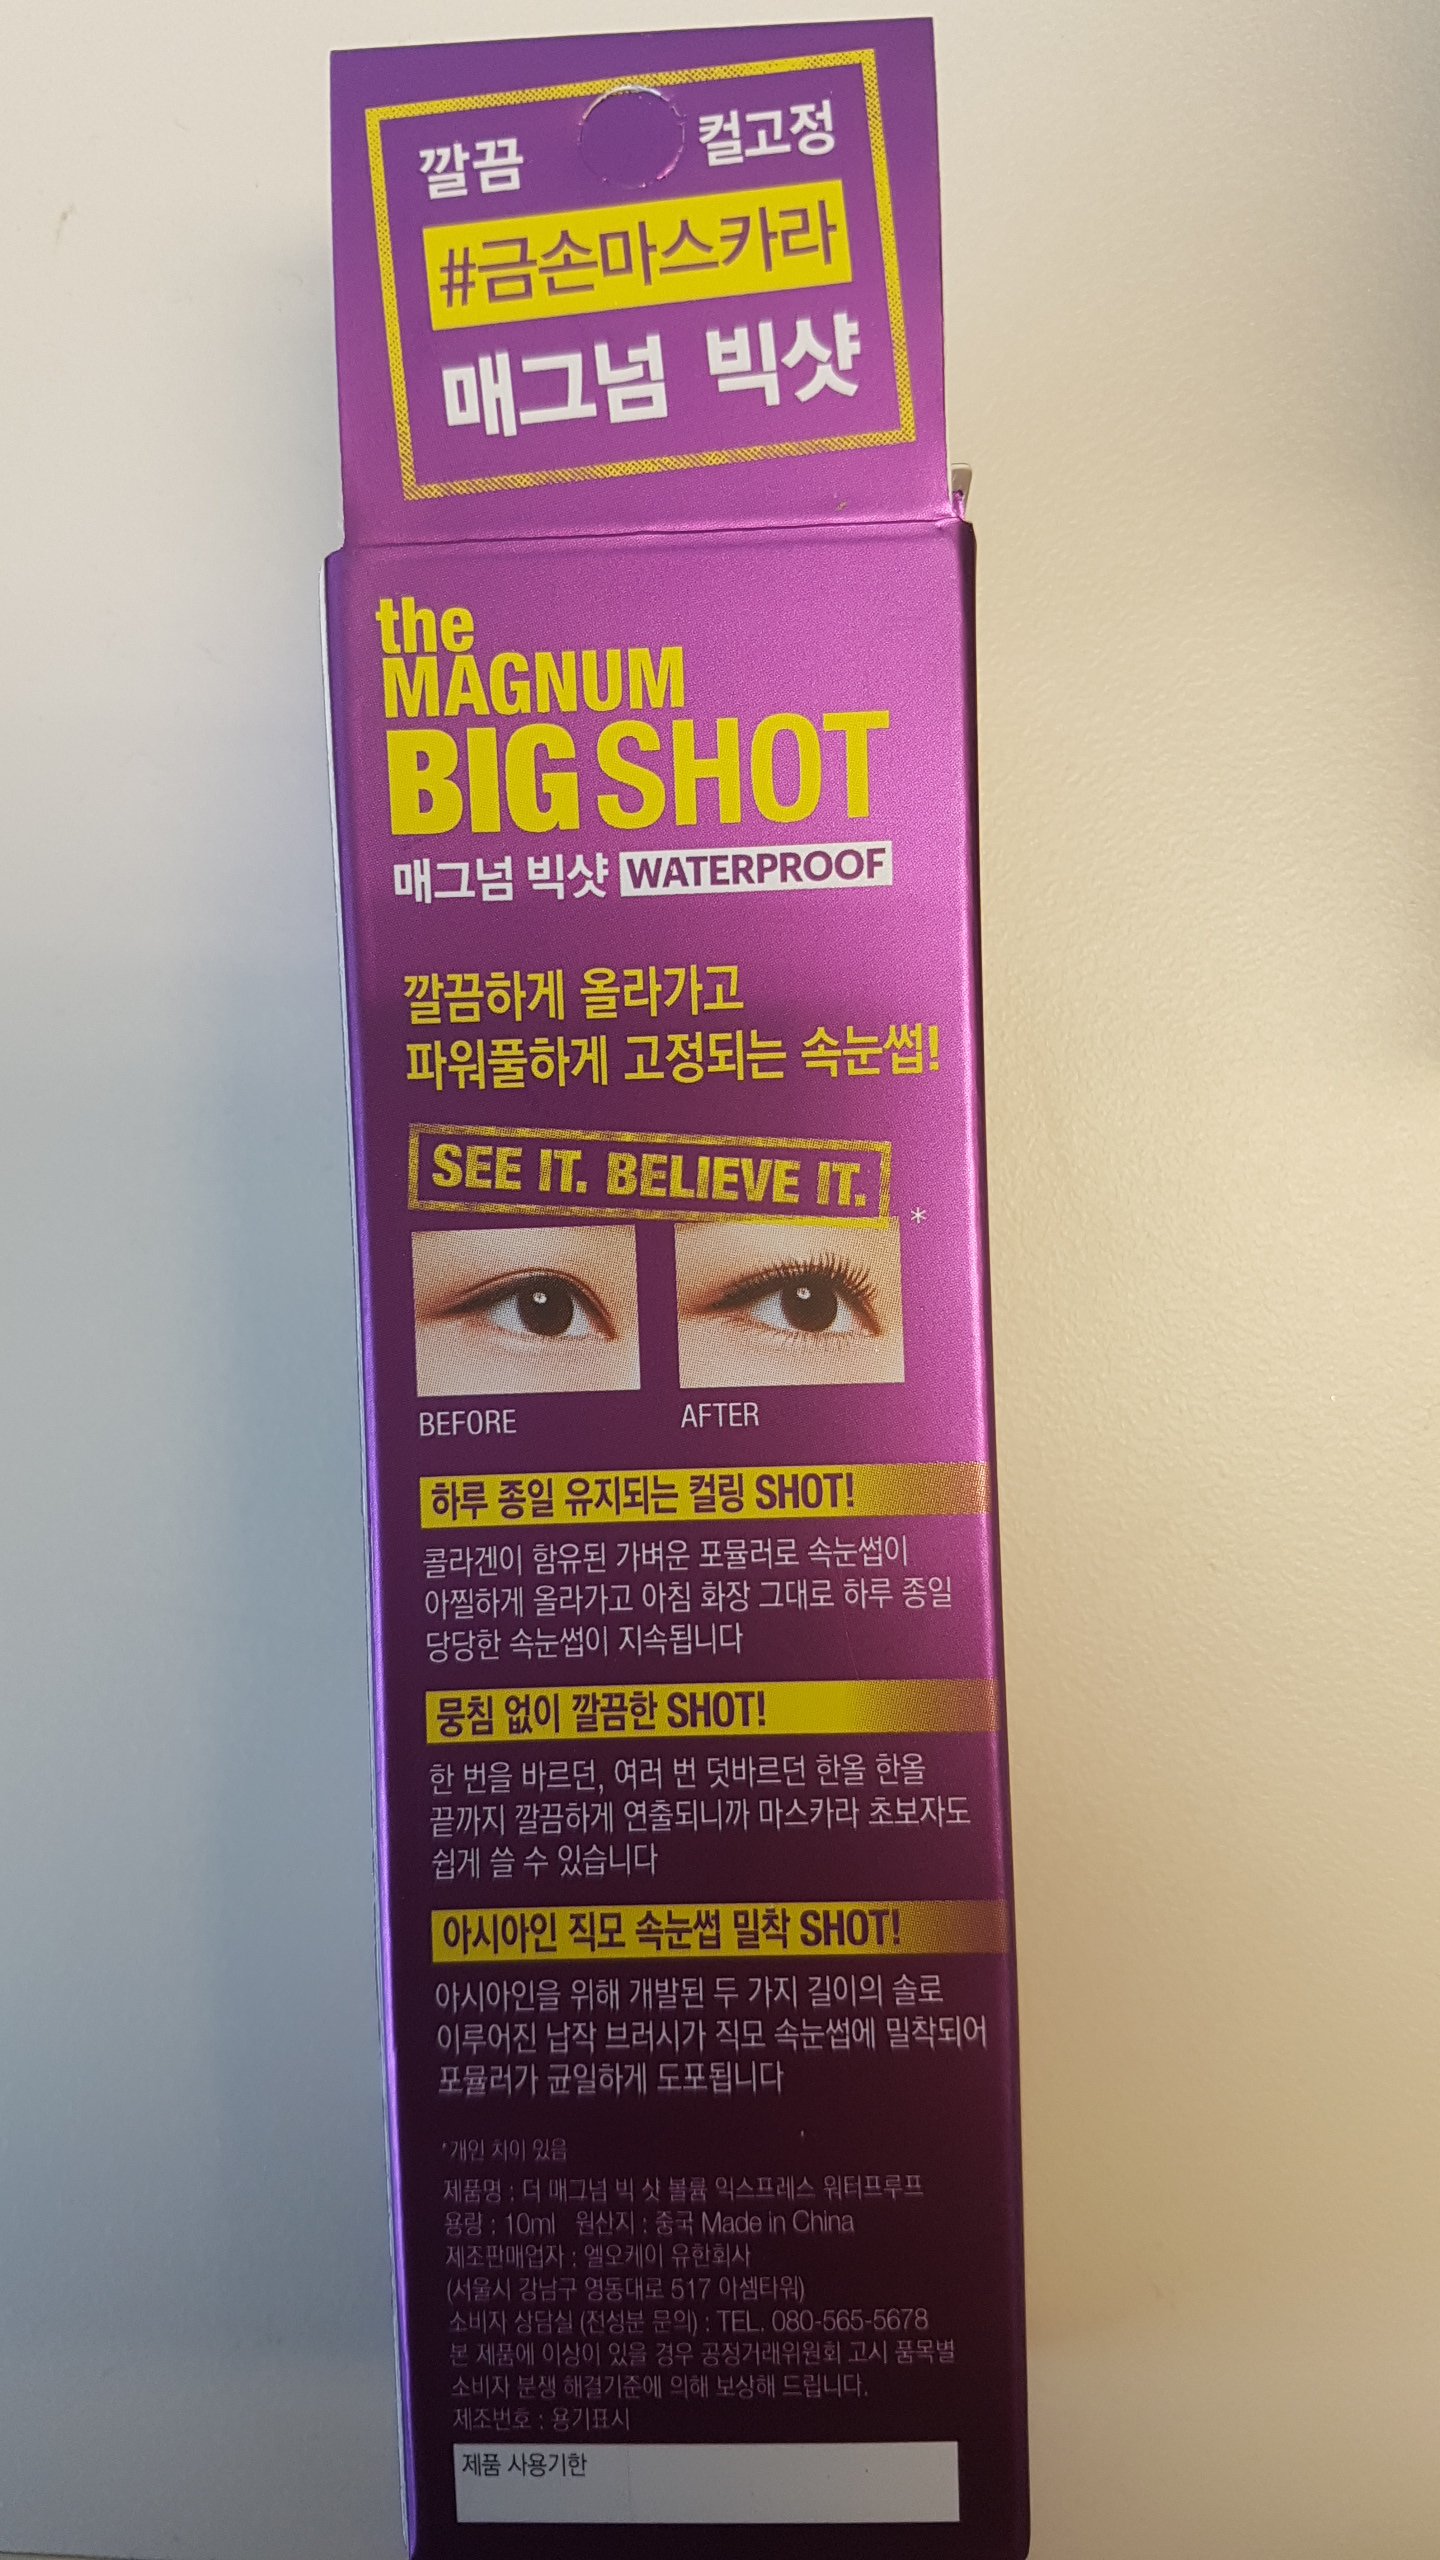 깔끔 컬고정
#금손마스카라
매그넘 빅샷
the
MAGNUM
BIG SHOT
매그넘 빅샷 WATERPROOF
깔끔하게 올라가고
파워풀하게 고정되는 속눈썹!
SEE IT. BELIEVE IT.
*
BEFORE AFTER
하루 종일 유지되는 컬링 SHOT!
콜라겐이 함유된 가벼운 포뮬러로 속눈썹이
아찔하게 올라가고 아침 화장 그대로 하루 종일
당당한 속눈썹이 지속됩니다
뭉침 없이 깔끔한 SHOT!
한 번을 바르던, 여러 번 덧바르던 한올 한올
끝까지 깔끔하게 연출되니까 마스카라 초보자도
쉽게 쓸 수 있습니다
아시아인 직모 속눈썹 밀착 SHOT!
아시아인을 위해 개발된 두 가지 길이의 솔로
이루어진 납작 브러시가 직모 속눈썹에 밀착되어
포뮬러가 균일하게 도포됩니다
*개인 차이 있음
제품명 : 더 매그넘 빅 샷 볼륨 익스프레스 워터프루프
용량 : 10ml 원산지 : 중국 Made in China
제조판매업자 : 엘오케이 유한회사
(서울시 강남구 영동대로 517 아셈타워)
소비자 상담실 (전성분 문의) : TEL. 080-565-5678
본 제품에 이상이 있을 경우 공정거래위원회 고시 품목별
소비자 분쟁 해결기준에 의해 보상해 드립니다.
제조번호 : 용기표시
제품 사용기한